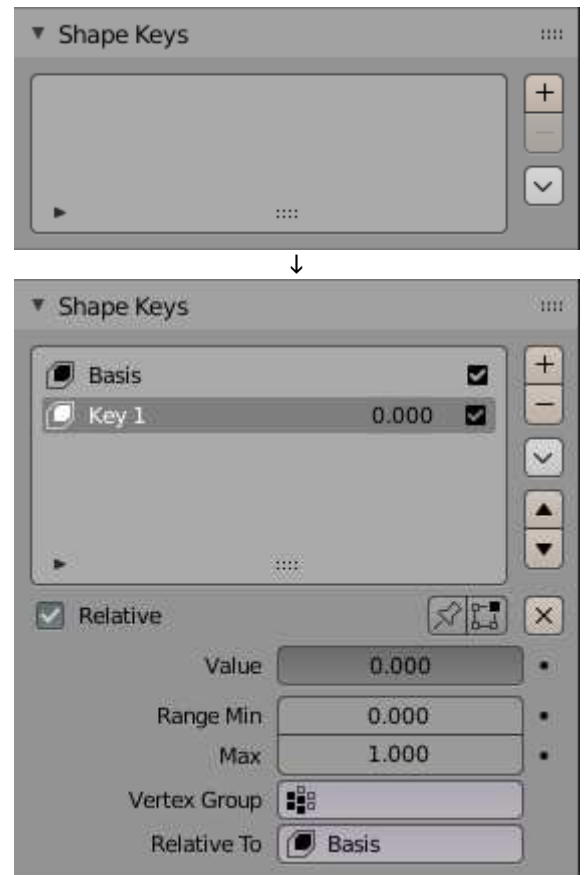 Shape Keys
↓
Shape Keys
Basis
Key 1 0.000
Relative
Value 0.000
Range Min 0.000
Max 1.000
Vertex Group
Relative To Basis